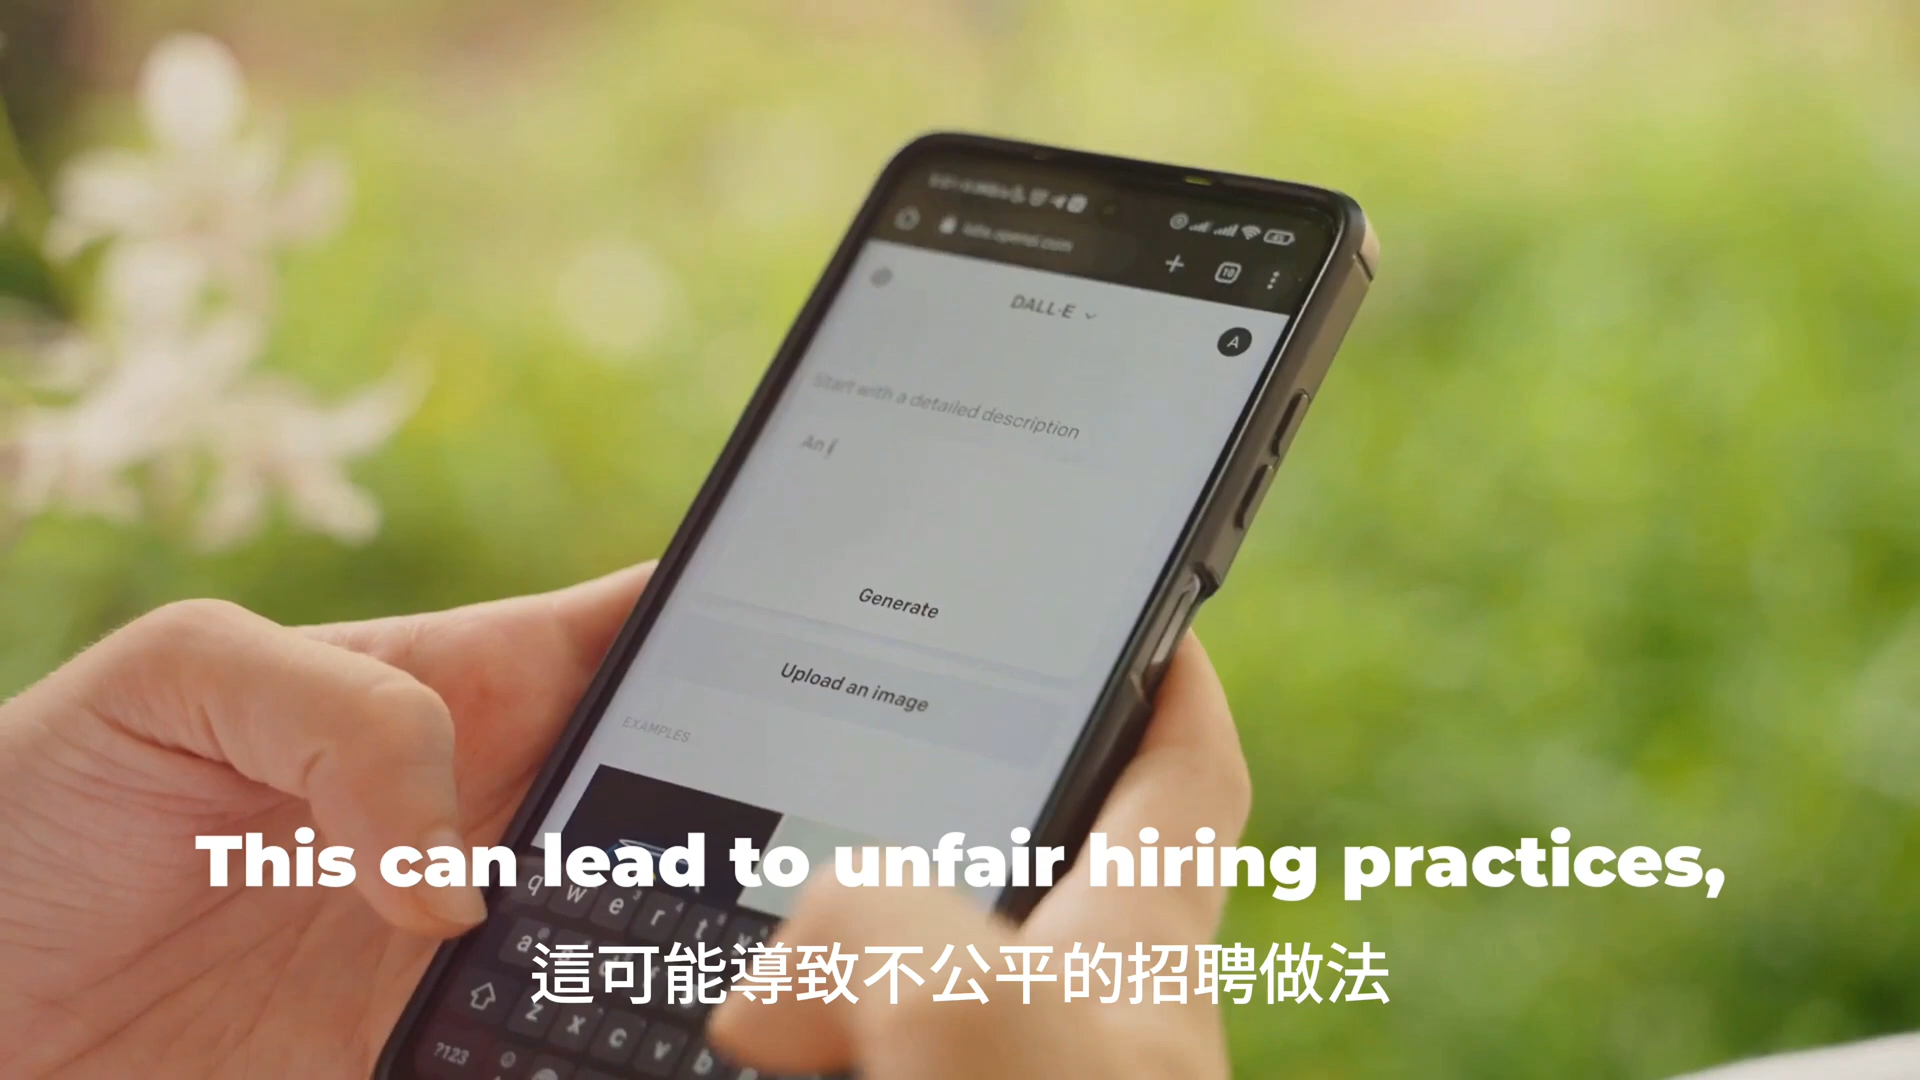 DALL·E
A
Start with a detailed description
An i
Generate
Upload an image
EXAMPLES
This can lead to unfair hiring practices,
q w e r t y
a
z x c v b
?123
這可能導致不公平的招聘做法